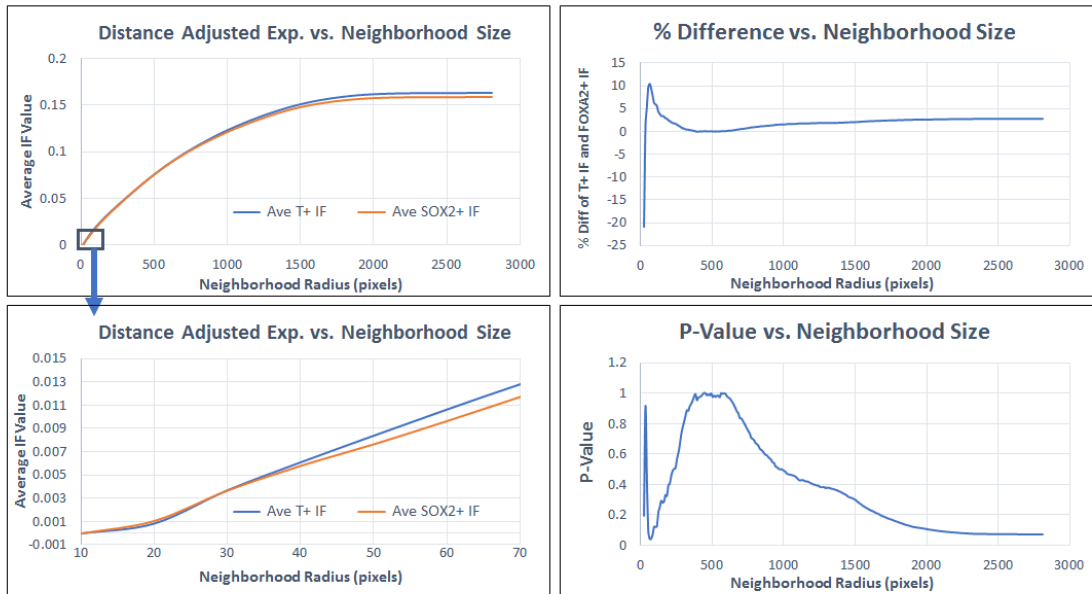 Distance Adjusted Exp. vs. Neighborhood Size
Average IF Value
0.2
0.15
0.1
0.05
0
Ave T+ IF
Ave SOX2+ IF
0 500 1000 1500 2000 2500 3000
Neighborhood Radius (pixels)
% Difference vs. Neighborhood Size
% Diff of T+ IF and FOXA2+ IF
15
10
5
0
-5
-10
-15
-20
-25
0 500 1000 1500 2000 2500 3000
Neighborhood Radius (pixels)
Distance Adjusted Exp. vs. Neighborhood Size
Average IF Value
0.015
0.013
0.011
0.009
0.007
0.005
0.003
0.001
-0.001
Ave T+ IF
Ave SOX2+ IF
10 20 30 40 50 60 70
Neighborhood Radius (pixels)
P-Value vs. Neighborhood Size
P-Value
1.2
1
0.8
0.6
0.4
0.2
0
0 500 1000 1500 2000 2500 3000
Neighborhood Radius (pixels)